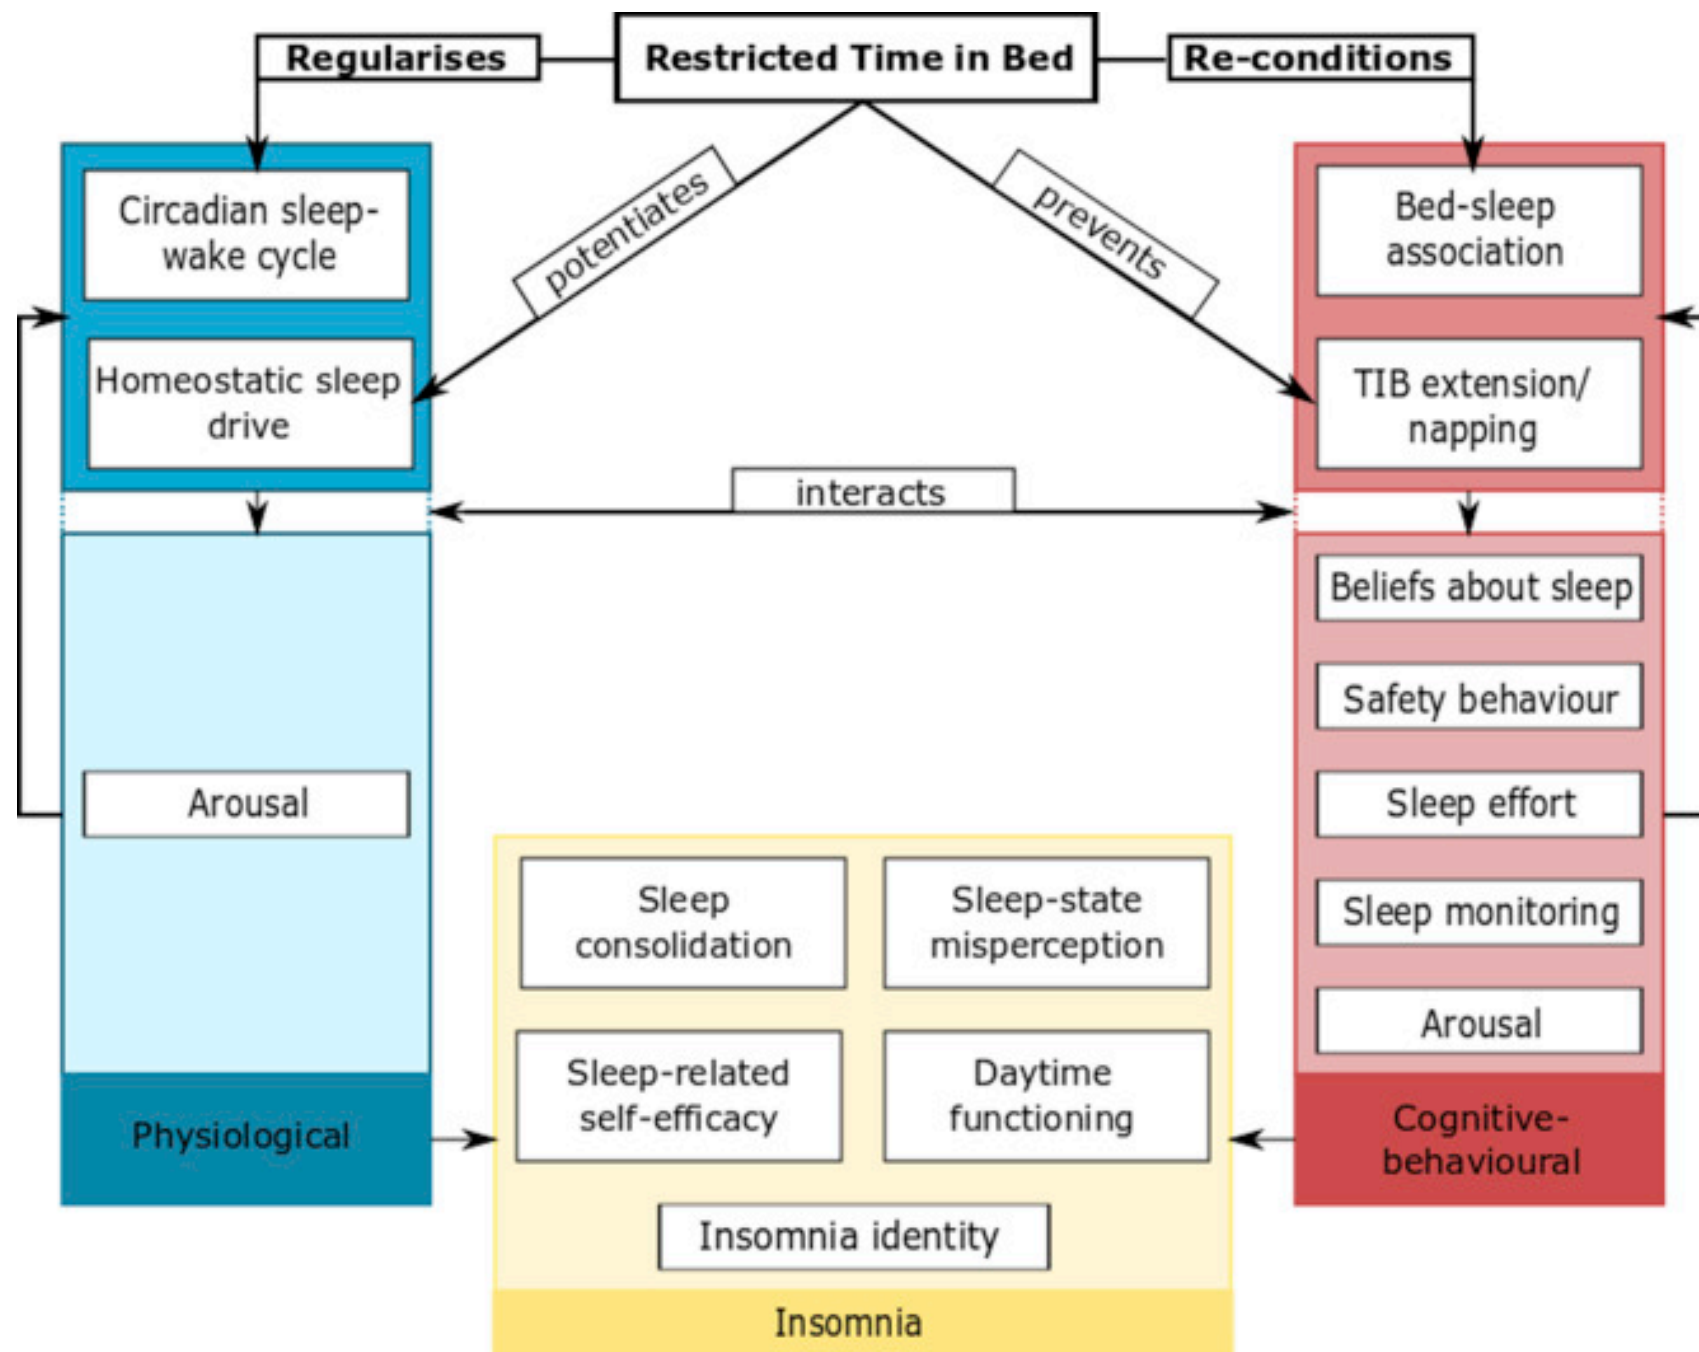 Regularises
Restricted Time in Bed
Re-conditions
Circadian sleep-
wake cycle
potentiates
prevents
Bed-sleep
association
Homeostatic sleep
drive
TIB extension/
napping
interacts
Beliefs about sleep
Safety behaviour
Arousal
Sleep effort
Sleep
consolidation
Sleep-state
misperception
Sleep monitoring
Arousal
Sleep-related
self-efficacy
Daytime
functioning
Physiological
Cognitive-
behavioural
Insomnia identity
Insomnia